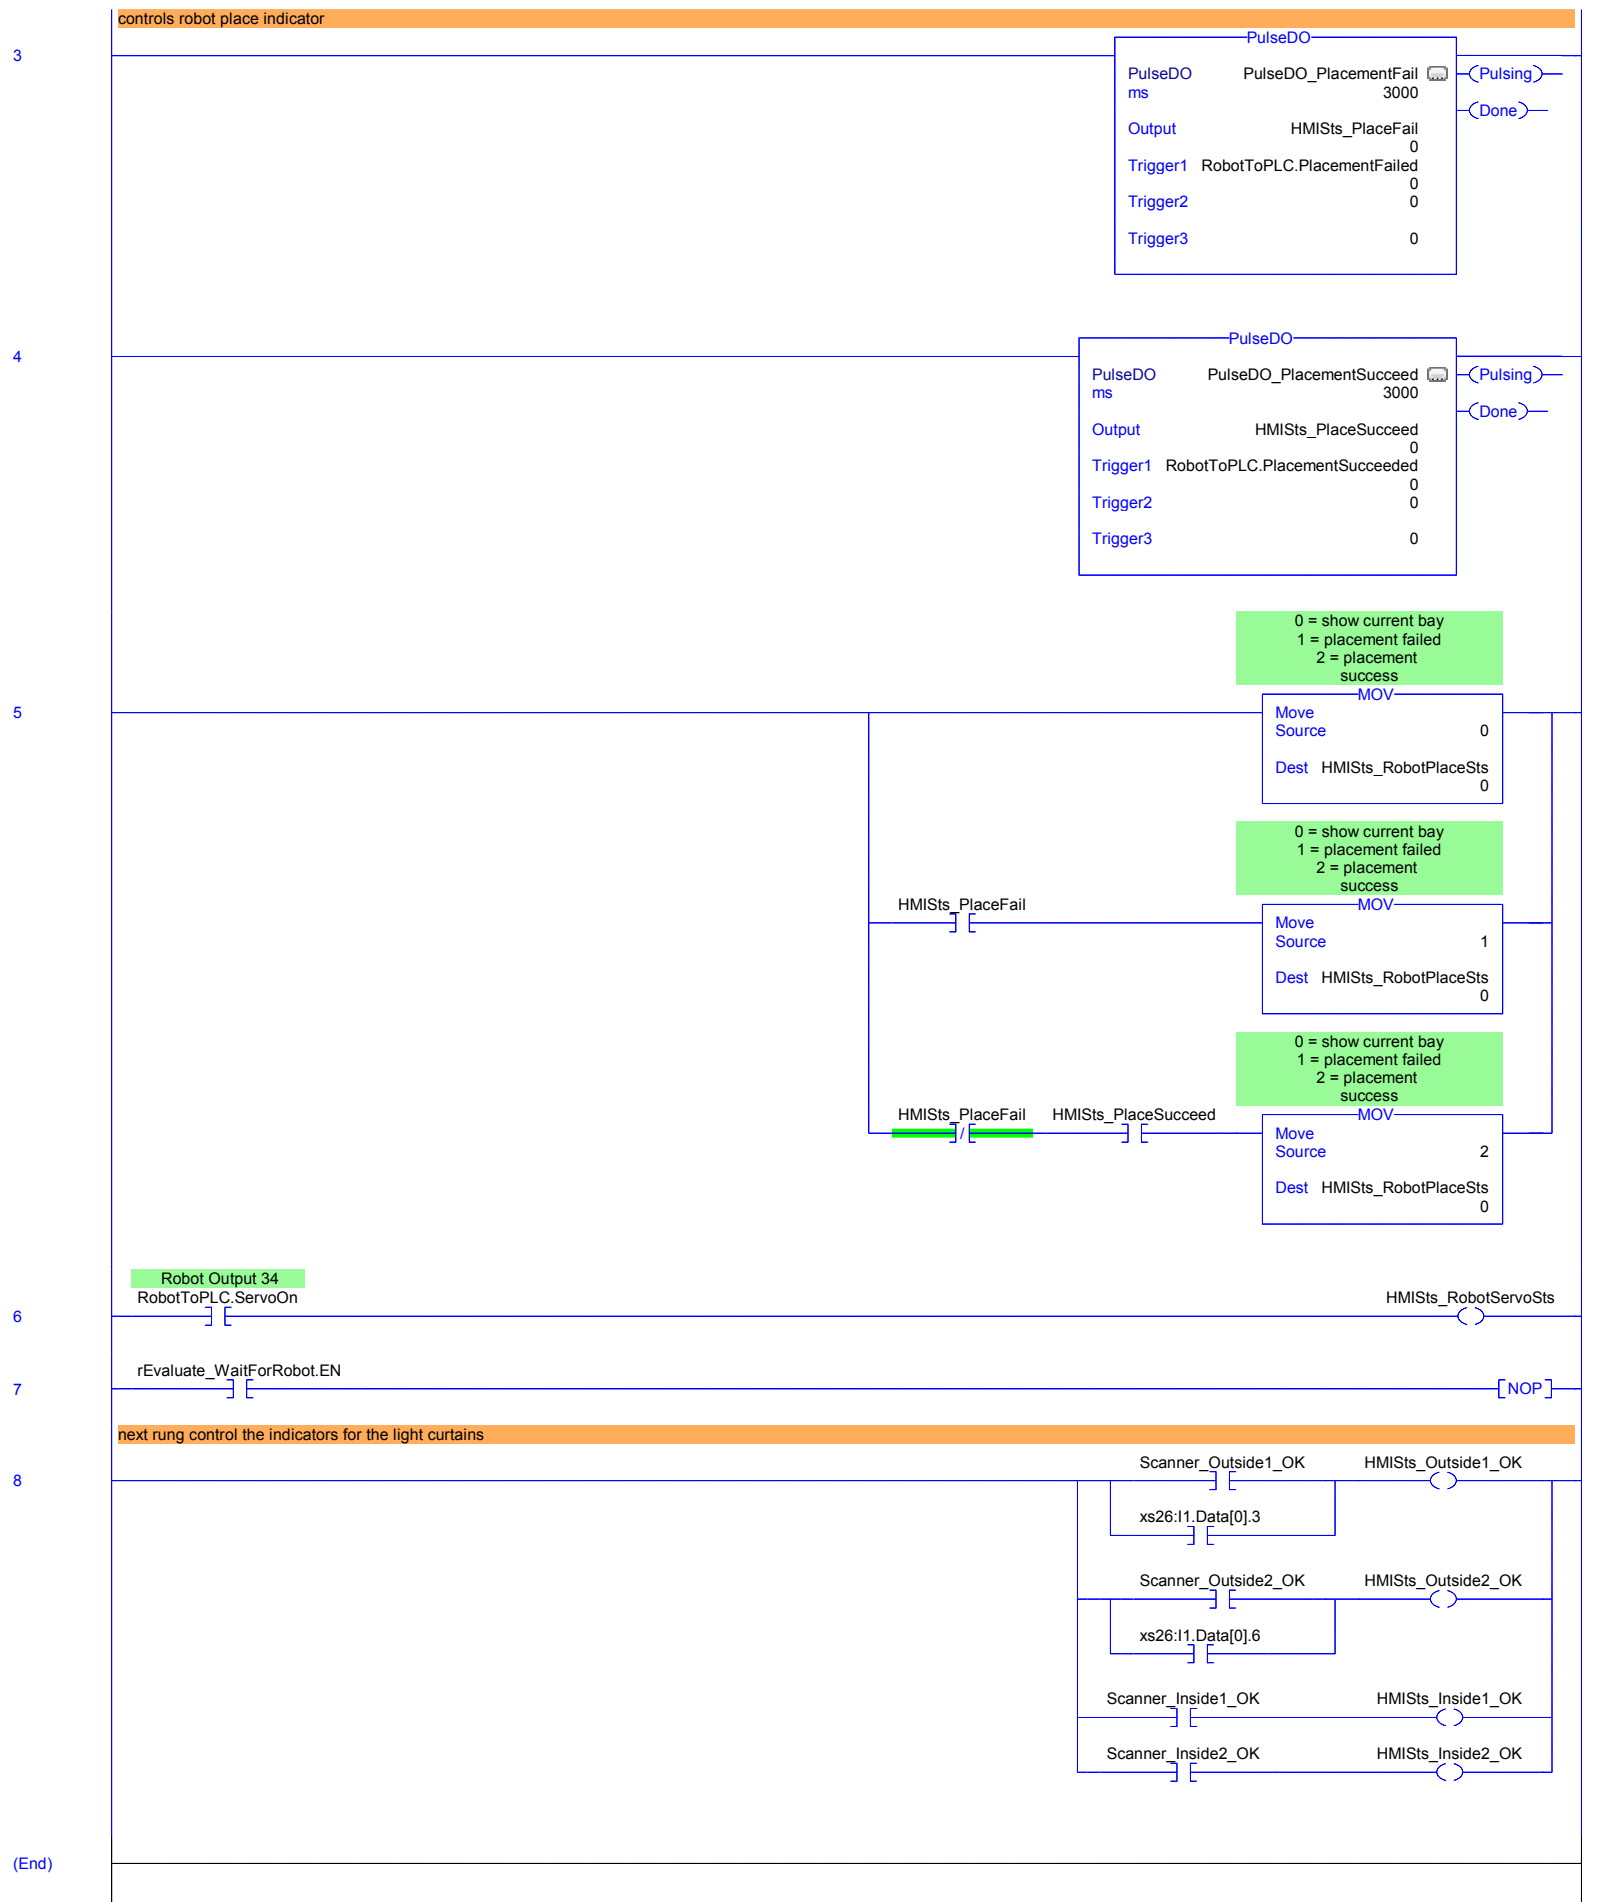 controls robot place indicator
3
PulseDO
PulseDO PulseDO_PlacementFail
ms 3000
(Pulsing)
(Done)
Output HMISts_PlaceFail
0
Trigger1 RobotToPLC.PlacementFailed
0
Trigger2 0
Trigger3 0
4
PulseDO
PulseDO PulseDO_PlacementSucceed
ms 3000
(Pulsing)
(Done)
Output HMISts_PlaceSucceed
0
Trigger1 RobotToPLC.PlacementSucceeded
0
Trigger2 0
Trigger3 0
5
0 = show current bay
1 = placement failed
2 = placement
success
MOV
Move
Source 0
Dest HMISts_RobotPlaceSts
0
0 = show current bay
1 = placement failed
2 = placement
success
HMISts_PlaceFail
MOV
Move
Source 1
Dest HMISts_RobotPlaceSts
0
0 = show current bay
1 = placement failed
2 = placement
success
HMISts_PlaceFail HMISts_PlaceSucceed
MOV
Move
Source 2
Dest HMISts_RobotPlaceSts
0
Robot Output 34
RobotToPLC.ServoOn HMISts_RobotServoSts
6
rEvaluate_WaitForRobot.EN
7 NOP
next rung control the indicators for the light curtains
Scanner_Outside1_OK HMISts_Outside1_OK
8
xs26:I1.Data[0].3
Scanner_Outside2_OK HMISts_Outside2_OK
xs26:I1.Data[0].6
Scanner_Inside1_OK HMISts_Inside1_OK
Scanner_Inside2_OK HMISts_Inside2_OK
(End)